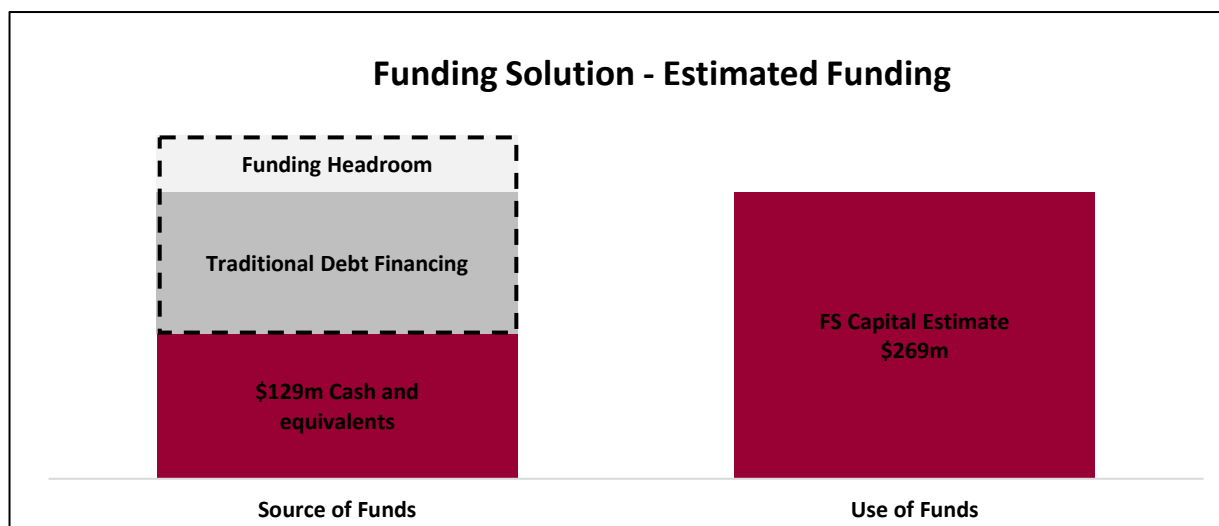 Funding Solution - Estimated Funding
Funding Headroom
Traditional Debt Financing
$129m Cash and
equivalents
FS Capital Estimate
$269m
Source of Funds
Use of Funds